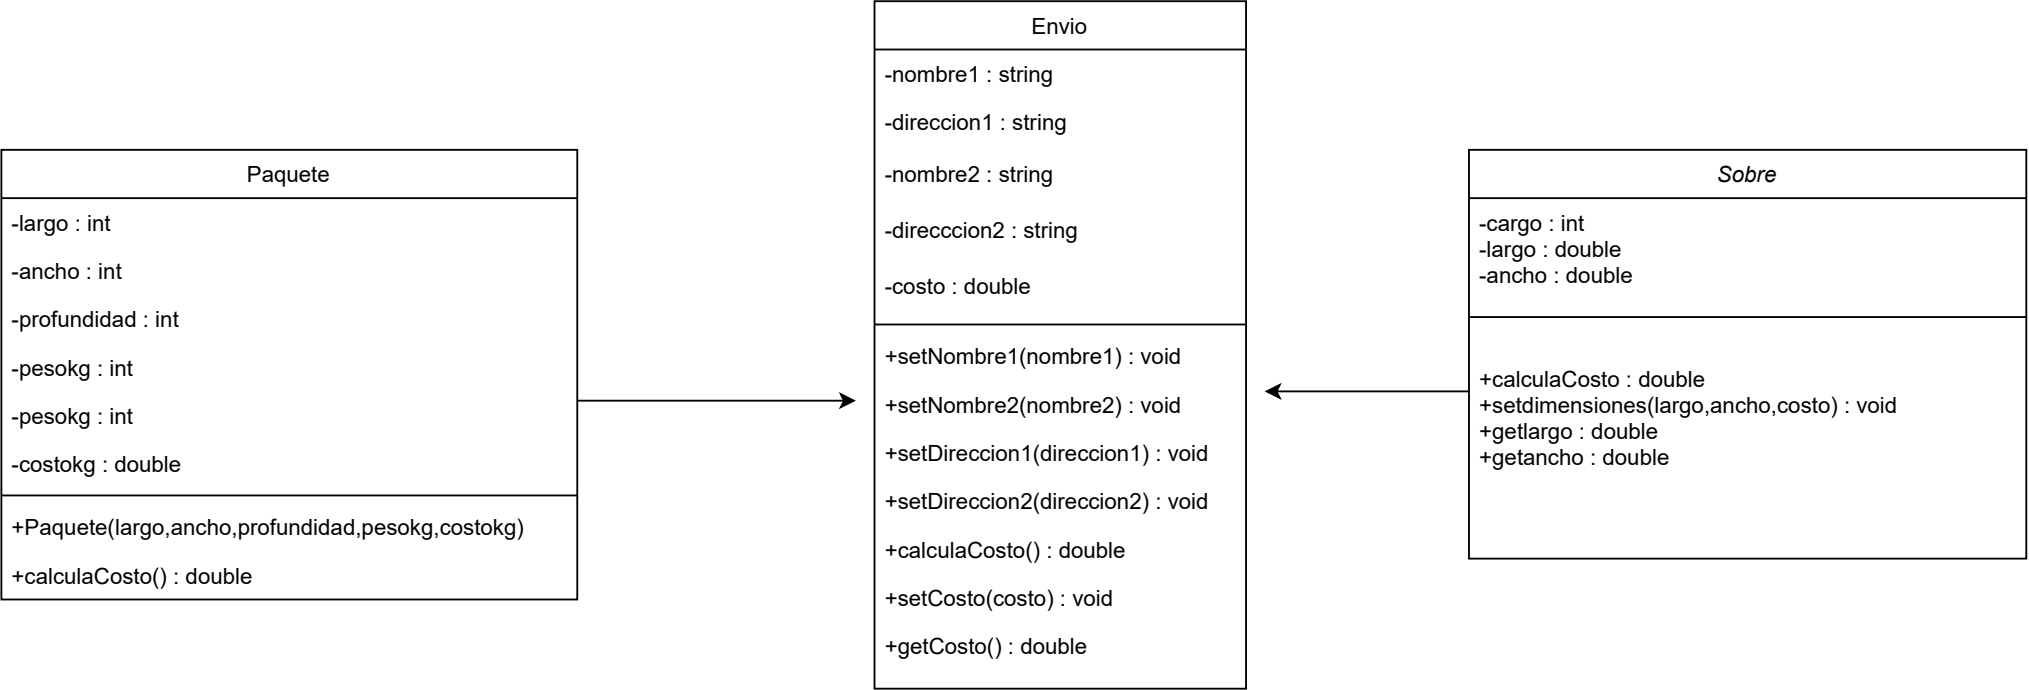 Paquete
-largo : int
-ancho : int
-profundidad : int
-pesokg : int
-pesokg : int
-costokg : double
+Paquete(largo,ancho,profundidad,pesokg,costokg)
+calculaCosto() : double
Envio
-nombre1 : string
-direccion1 : string
-nombre2 : string
-direcccion2 : string
-costo : double
+setNombre1(nombre1) : void
+setNombre2(nombre2) : void
+setDireccion1(direccion1) : void
+setDireccion2(direccion2) : void
+calculaCosto() : double
+setCosto(costo) : void
+getCosto() : double
Sobre
-cargo : int
-largo : double
-ancho : double
+calculaCosto : double
+setdimensiones(largo,ancho,costo) : void
+getlargo : double
+getancho : double